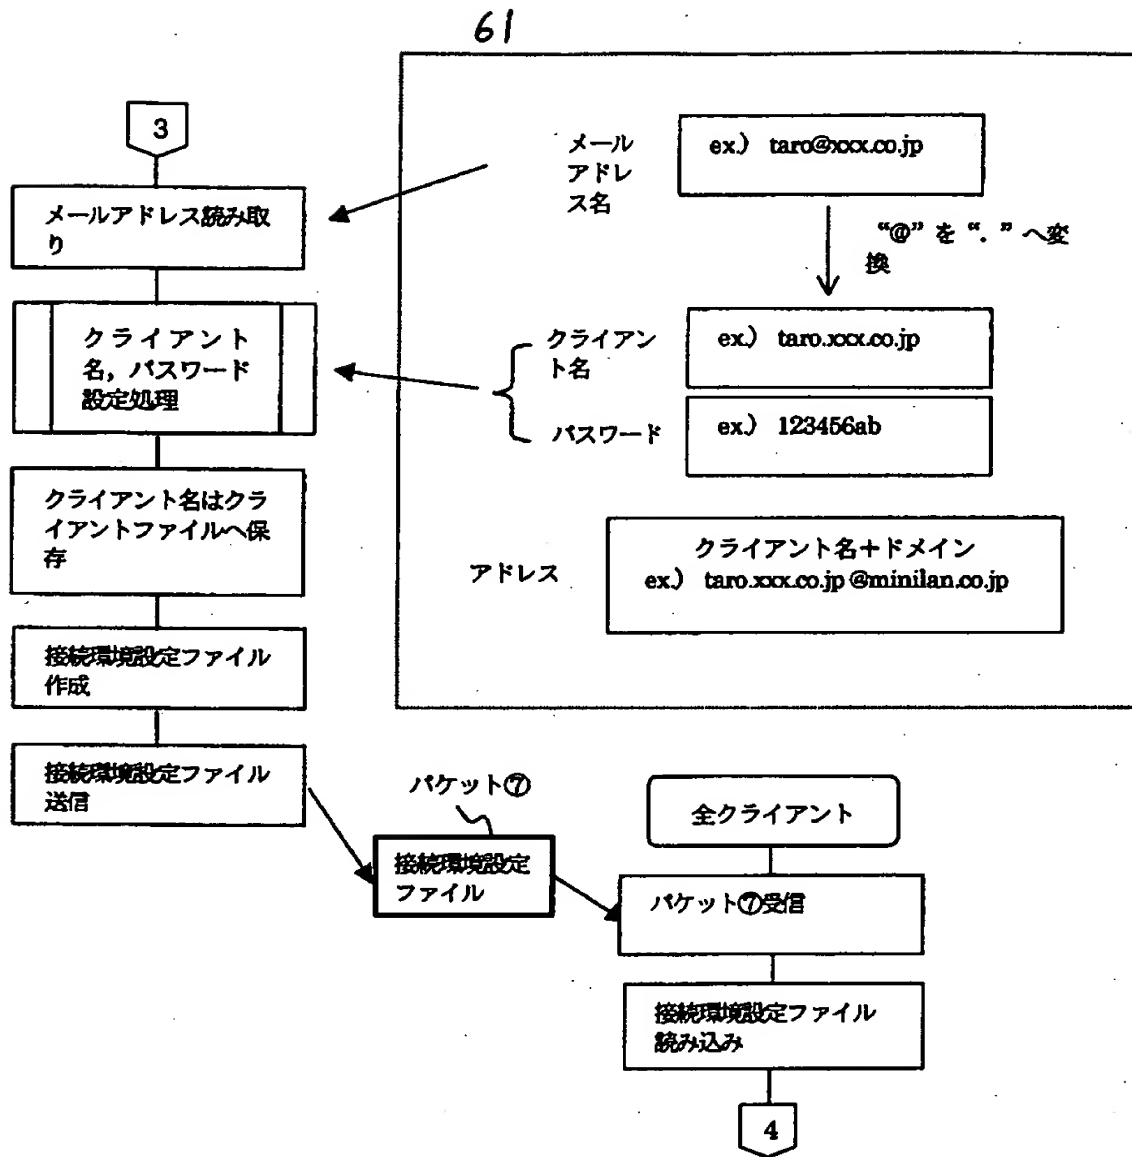 61
3
メールアドレス読み取
り
クライアント
名，パスワード
設定処理
クライアント名はクラ
イアントファイルへ保
存
接続環境設定ファイル
作成
接続環境設定ファイル
送信
メール
アドレ
ス名
ex.) taro@xxx.co.jp
“@” を “. ” へ変
換
クライアン
ト名
ex.) taro.xxx.co.jp
パスワード
ex.) 123456ab
アドレス
クライアント名＋ドメイン
ex.) taro.xxx.co.jp@minilan.co.jp
パケット⑦
接続環境設定
ファイル
全クライアント
パケット⑦受信
接続環境設定ファイル
読み込み
4